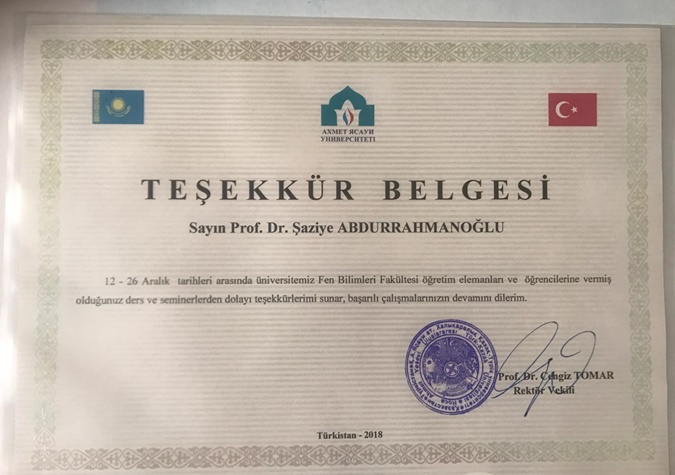 АХМЕТ ЯСАУИ
УНИВЕРСИТЕТІ
TEŞEKKÜR BELGESİ
Sayın Prof. Dr. Şaziye ABDURRAHMANOĞLU
12 - 26 Aralık tarihleri arasında üniversitemiz Fen Bilimleri Fakültesi öğretim elemanları ve öğrencilerine vermiş
olduğunuz ders ve seminerlerden dolayı teşekkürlerimi sunar, başarılı çalışmalarınızın devamını dilerim.
Prof. Dr. Cengiz TOMAR
Rektör Vekili
Türkistan - 2018